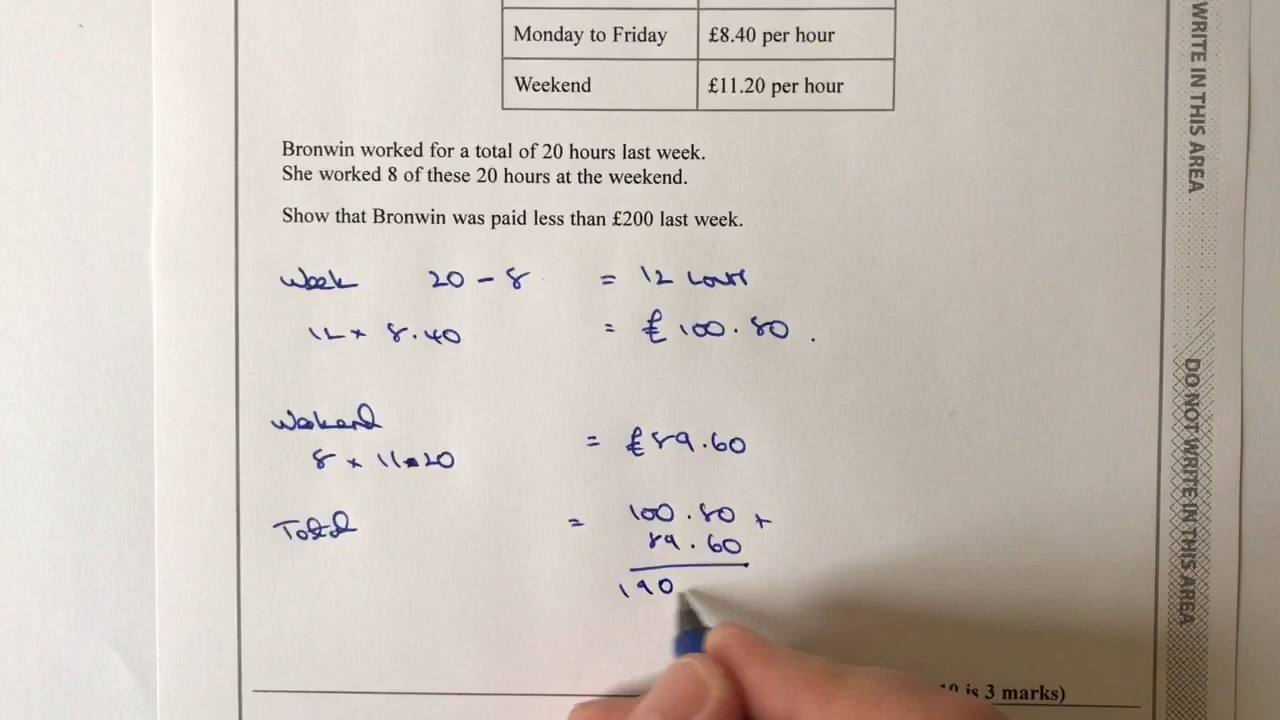 Monday to Friday £8.40 per hour
Weekend £11.20 per hour
Bronwin worked for a total of 20 hours last week.
She worked 8 of these 20 hours at the weekend.
Show that Bronwin was paid less than £200 last week.
Week 20 - 8 = 12 hours
12 × 8.40 = £100.80.
Weekend
8 × 11.20 = £89.60
Total = 100.80 +
89.60
190
is 3 marks)
WRITE IN THIS AREA
DO NOT WRITE IN THIS AREA